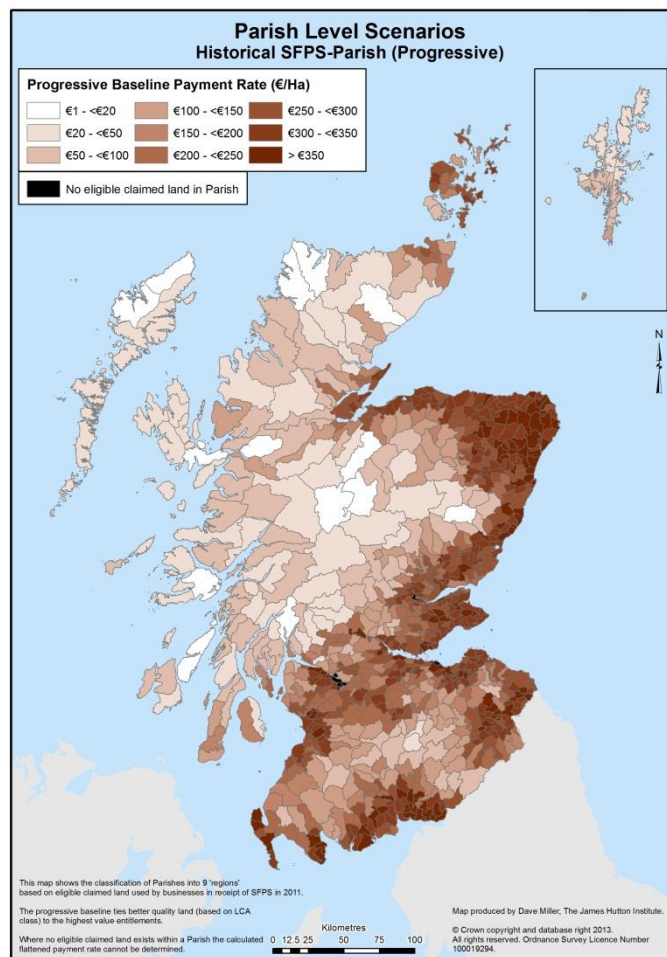 Parish Level Scenarios
Historical SFPS-Parish (Progressive)
Progressive Baseline Payment Rate (€/Ha)
€1 - <€20
€100 - <€150
€250 - <€300
€20 - <€50
€150 - <€200
€300 - <€350
€50 - <€100
€200 - <€250
> €350
No eligible claimed land in Parish
N
This map shows the classification of Parishes into 9 'regions'
based on eligible claimed land used by businesses in receipt of SFPS in 2011.
The progressive baseline ties better quality land (based on LCA
class) to the highest value entitlements.
Where no eligible claimed land exists within a Parish the calculated
flattened payment rate cannot be determined.
Kilometres
0 12.5 25 50 75 100
Map produced by Dave Miller, The James Hutton Institute.
© Crown copyright and database right 2013.
All rights reserved. Ordnance Survey Licence Number
100019294.